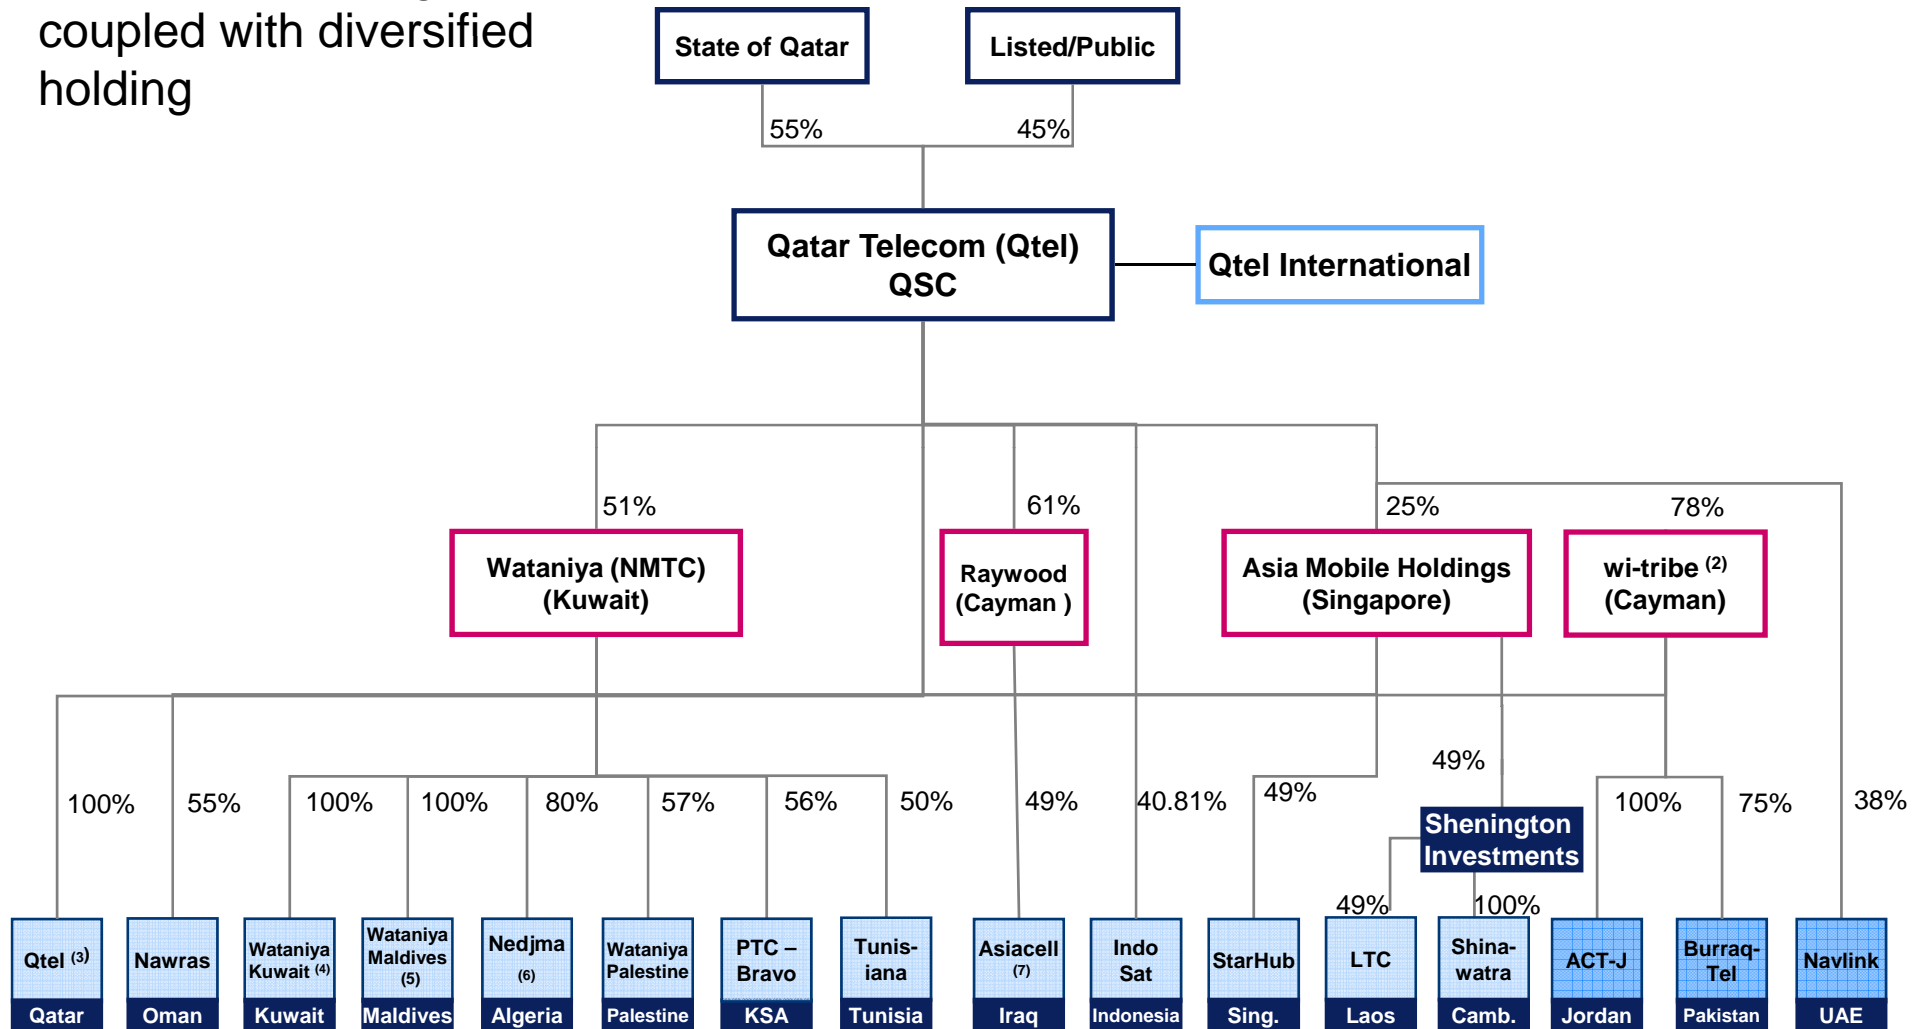 coupled with diversified
holding
State of Qatar
Listed/Public
55%
45%
Qatar Telecom (Qtel)
QSC
Qtel International
51%
61%
25%
78%
Wataniya (NMTC)
(Kuwait)
Raywood
(Cayman )
Asia Mobile Holdings
(Singapore)
wi-tribe (2)
(Cayman)
100%
55%
100%
100%
80%
57%
56%
50%
49%
40.81%
49%
49%
100%
75%
38%
Shenington
Investments
49%
100%
Qtel (3)
Qatar
Nawras
Oman
Wataniya
Kuwait (4)
Kuwait
Wataniya
Maldives
(5)
Maldives
Nedjma
(6)
Algeria
Wataniya
Palestine
Palestine
PTC –
Bravo
KSA
Tunis-
iana
Tunisia
Asiacell
(7)
Iraq
Indo
Sat
Indonesia
StarHub
Sing.
LTC
Laos
Shina-
watra
Camb.
ACT-J
Jordan
Burraq-
Tel
Pakistan
Navlink
UAE